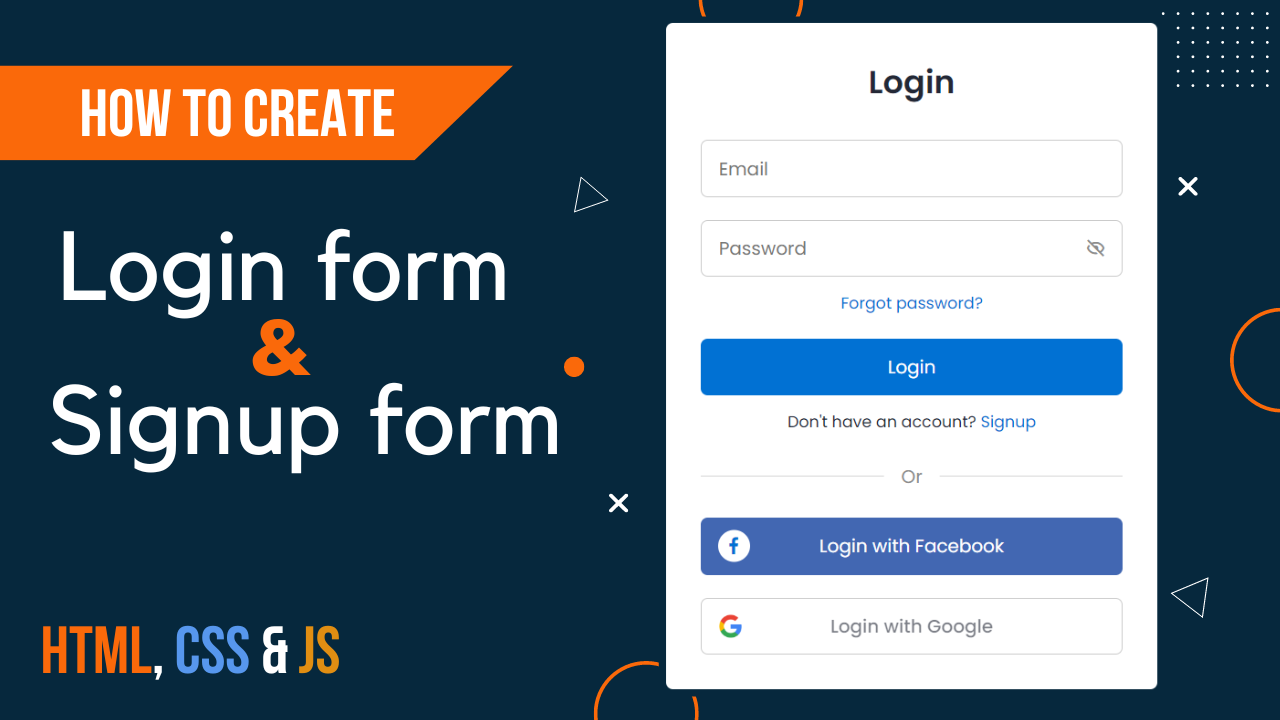 HOW TO CREATE
Login form
&
Signup form
HTML, CSS & JS
Login
Email
Password
Forgot password?
Login
Don't have an account? Signup
Or
Login with Facebook
Login with Google